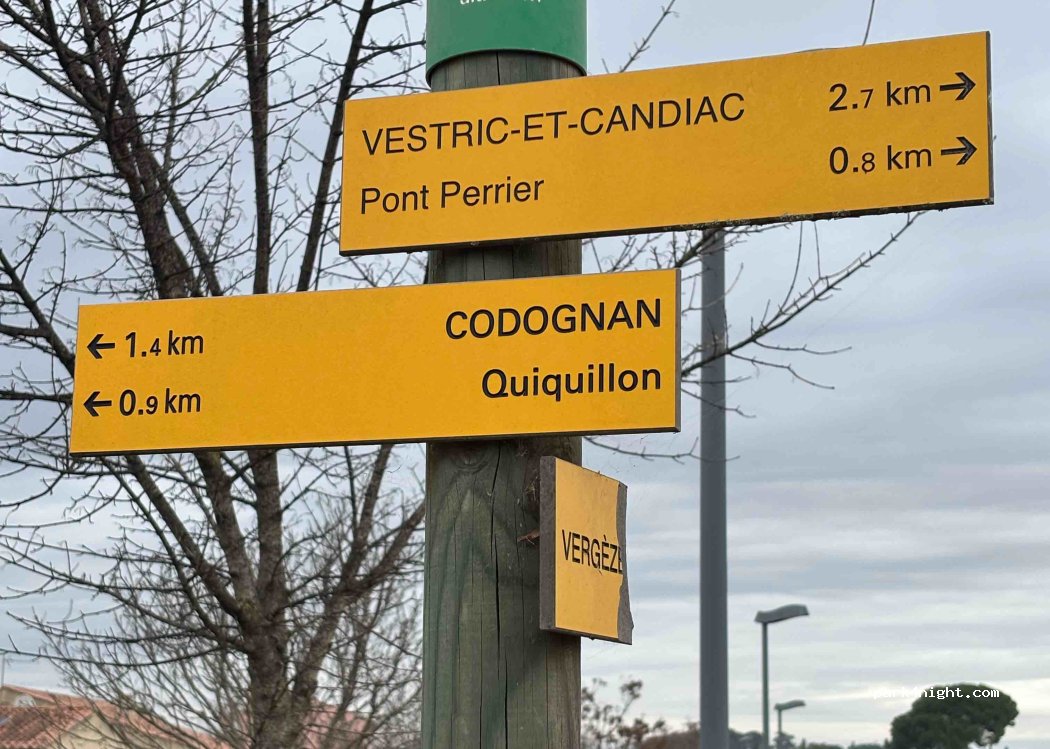 VESTRIC-ET-CANDIAC 2.7 km →
Pont Perrier 0.8 km →
← 1.4 km CODOGNAN
← 0.9 km Quiquillon
VERGÈZE
park4night.com